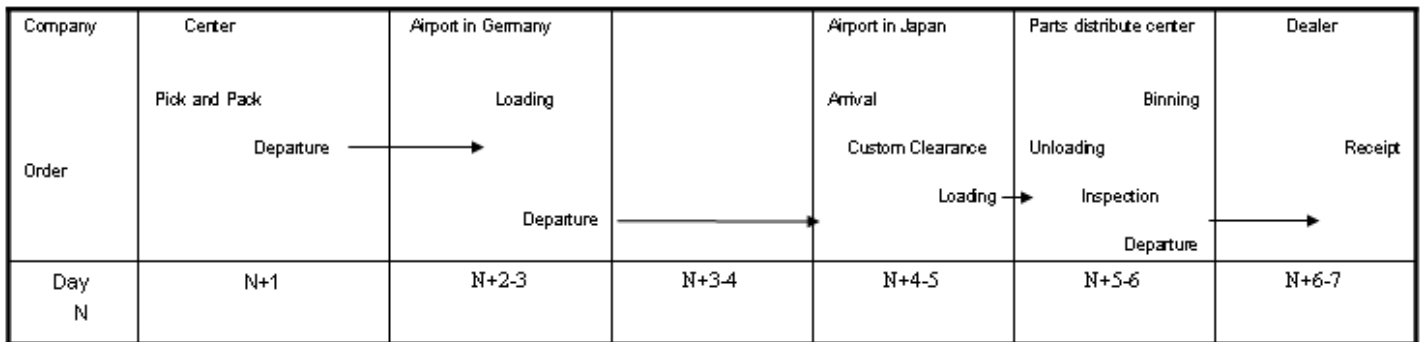 Company Center Airport in Germany Airport in Japan Parts distribute center Dealer
Pick and Pack Loading Arrival Binning
Departure Custom Clearance Unloading Receipt
Order
Loading Inspection
Departure
Departure
Day N+1 N+2-3 N+3-4 N+4-5 N+5-6 N+6-7
N